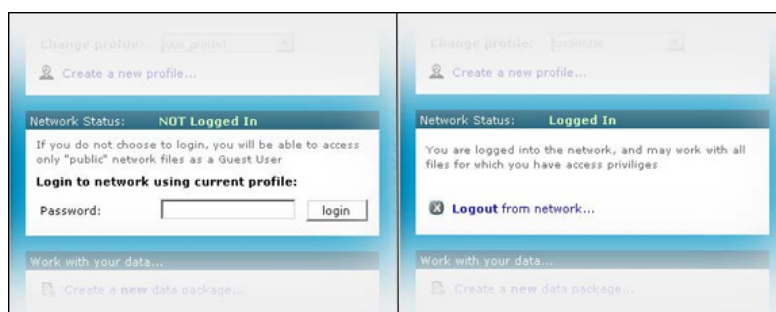 Change profile:
Create a new profile...
Network Status: NOT Logged In
If you do not choose to login, you will be able to access
only "public" network files as a Guest User
Login to network using current profile:
Password: login
Work with your data...
Create a new data package...
Change profile:
Create a new profile...
Network Status: Logged In
You are logged into the network, and may work with all
files for which you have access priviliges
Logout from network...
Work with your data...
Create a new data package...